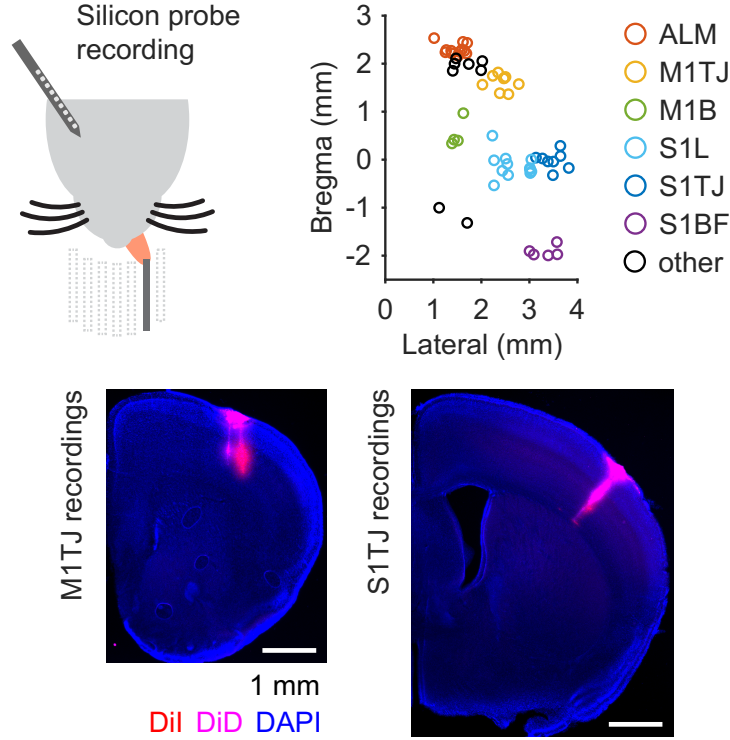 Silicon probe
recording
3
2
1
0
-1
-2
Bregma (mm)
0 1 2 3 4
Lateral (mm)
ALM
M1TJ
M1B
S1L
S1TJ
S1BF
other
M1TJ recordings
S1TJ recordings
1 mm
DiI DiD DAPI